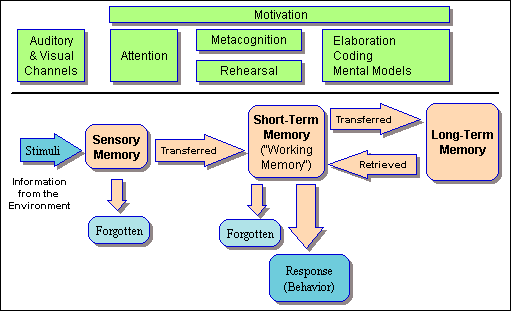 Motivation
Auditory
& Visual
Channels
Attention
Metacognition
Rehearsal
Elaboration
Coding
Mental Models
Stimuli
Information
from the
Environment
Sensory
Memory
Transferred
Short-Term
Memory
("Working
Memory")
Transferred
Retrieved
Long-Term
Memory
Forgotten
Forgotten
Response
(Behavior)